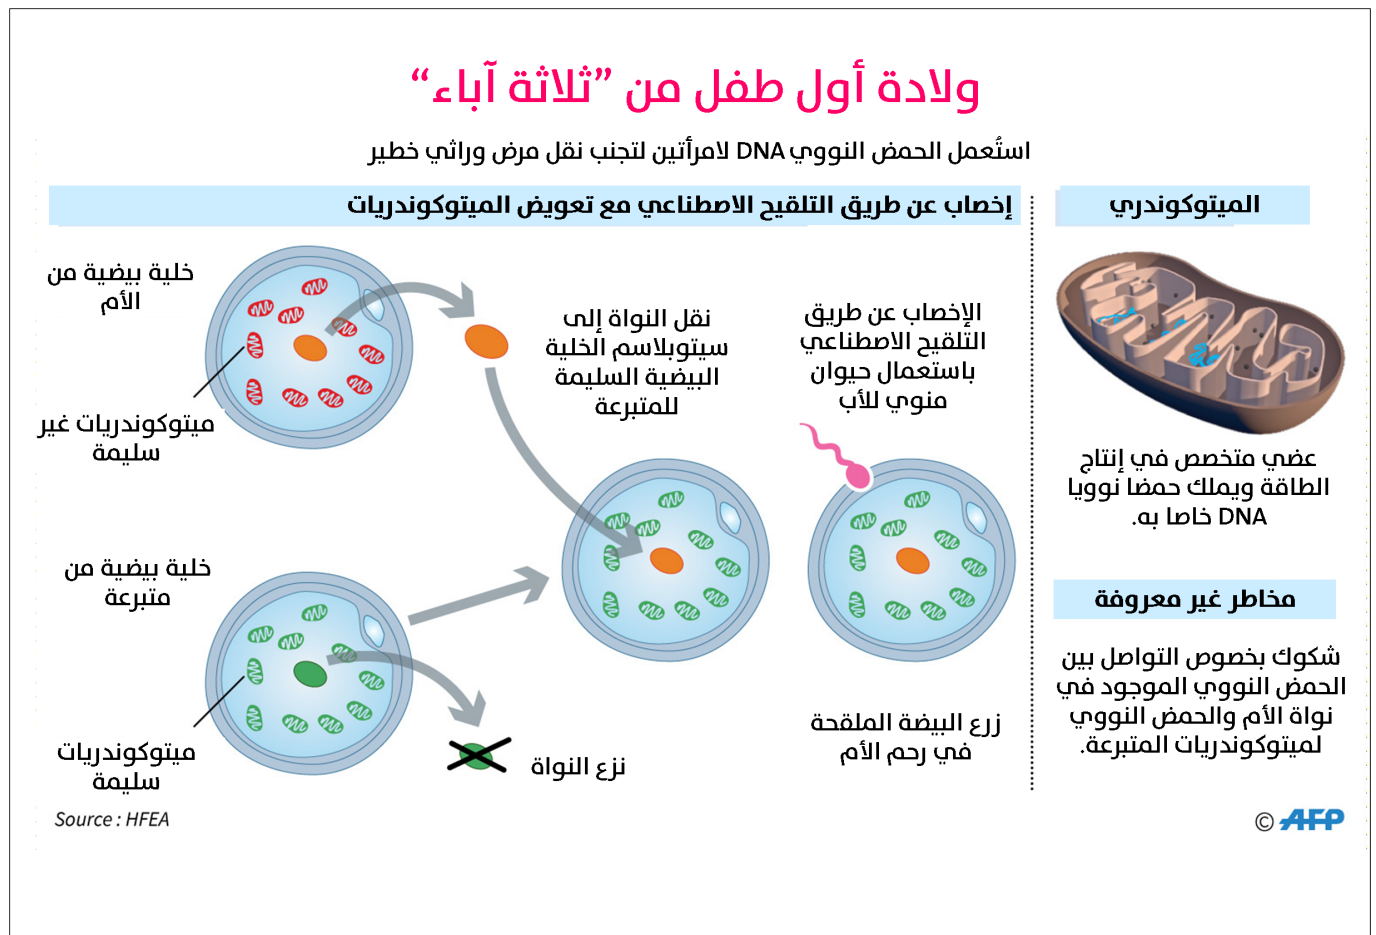 ولادة أول طفل من ”ثلاثة آباء“
استُعمل الحمض النووي DNA لامرأتين لتجنب نقل مرض وراثي خطير
الميتوكوندري
عضي متخصص في إنتاج
الطاقة ويملك حمضا نوويا
DNA خاصا به.
مخاطر غير معروفة
شكوك بخصوص التواصل بين
الحمض النووي الموجود في
نواة الأم والحمض النووي
لميتوكوندريات المتبرعة.
إخصاب عن طريق التلقيح الاصطناعي مع تعويض الميتوكوندريات
خلية بيضية من
الأم
ميتوكوندريات غير
سليمة
نقل النواة إلى
سيتوبلاسم الخلية
البيضية السليمة
للمتبرعة
الإخصاب عن طريق
التلقيح الاصطناعي
باستعمال حيوان
منوي للأب
خلية بيضية من
متبرعة
ميتوكوندريات
سليمة
نزع النواة
زرع البيضة الملقحة
في رحم الأم
Source : HFEA
© AFP